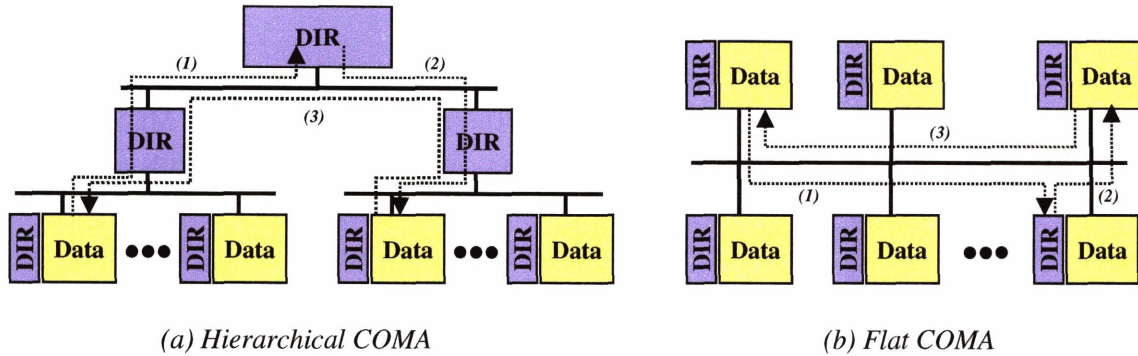 DIR
(1)
(2)
(3)
DIR
DIR
DIR Data ●●● DIR Data
DIR Data ●●● DIR Data
(a) Hierarchical COMA
DIR Data
DIR Data
DIR Data
(3)
(1)
(2)
DIR Data
DIR Data ●●● DIR Data
(b) Flat COMA